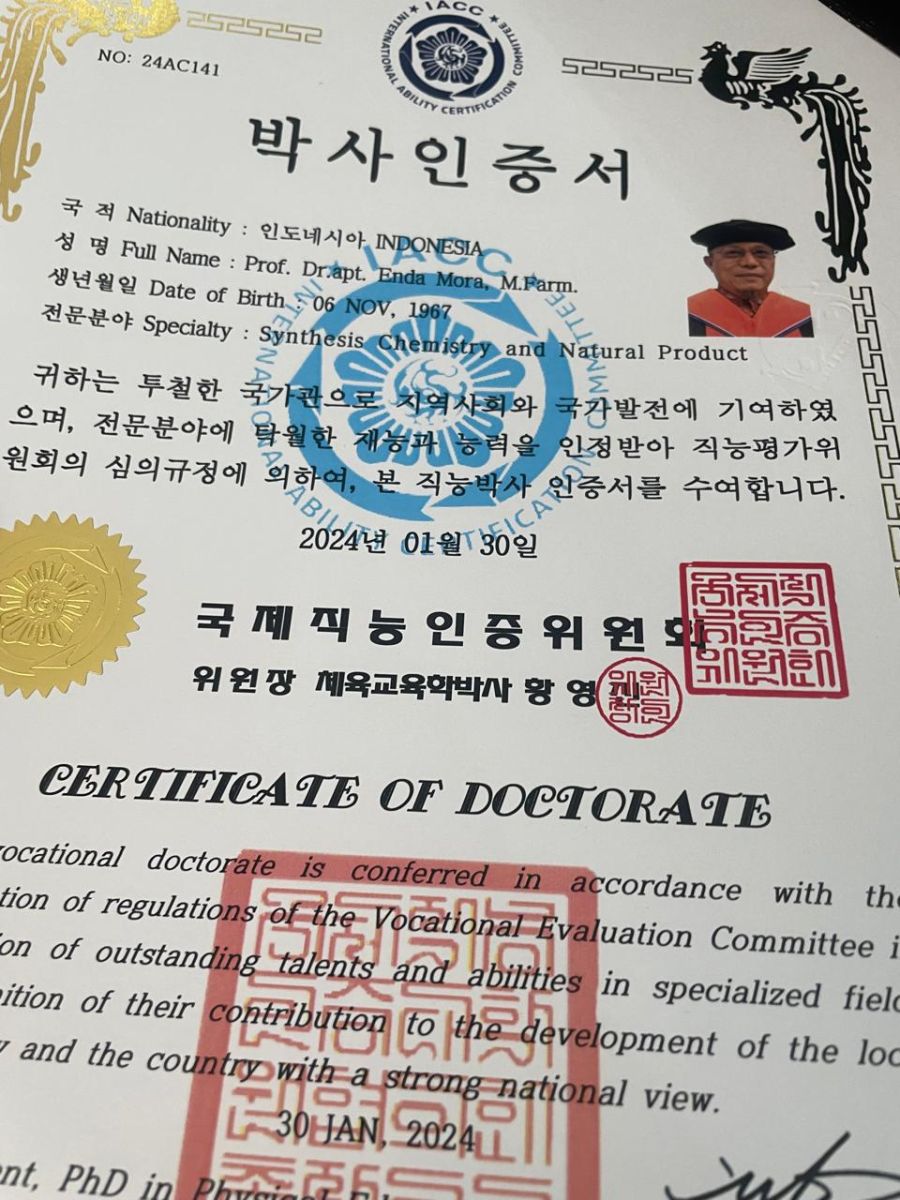 ★ IACC ★
INTERNATIONAL ABILITY CERTIFICATION COMMITTEE
NO: 24AC141
박사인증서
국 적 Nationality : 인도네시아 INDONESIA
성 명 Full Name : Prof. Dr.apt. Enda Mora, M.Farm.
생년월일 Date of Birth : 06 NOV, 1967
전문분야 Specialty : Synthesis Chemistry and Natural Product
★ IACC ★
INTERNATIONAL ABILITY CERTIFICATION COMMITTEE
귀하는 투철한 국가관으로 지역사회와 국가발전에 기여하였
으며, 전문분야에 탁월한 재능과 능력을 인정받아 직능평가위
원회의 심의규정에 의하여, 본 직능박사 인증서를 수여합니다.
2024년 01월 30일
국제직능인증위원회
위원장 체육교육학박사 황영
CERTIFICATE OF DOCTORATE
vocational doctorate is conferred in accordance with the
tion of regulations of the Vocational Evaluation Committee i
on of outstanding talents and abilities in specialized field
ition of their contribution to the development of the loc
y and the country with a strong national view.
30 JAN, 2024
nt, PhD in Physical